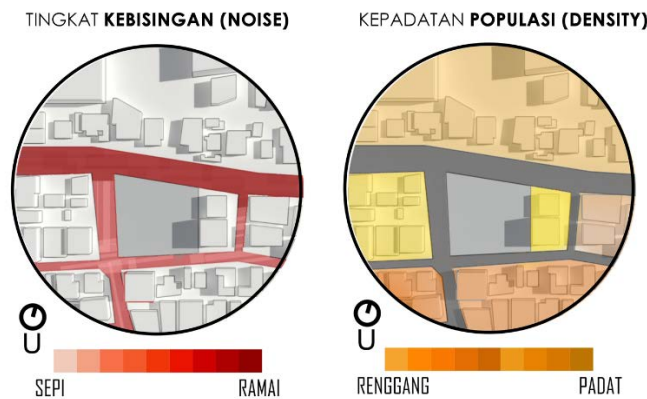 TINGKAT KEBISINGAN (NOISE)
KEPADATAN POPULASI (DENSITY)
U
SEPI
RAMAI
U
RENGGANG
PADAT